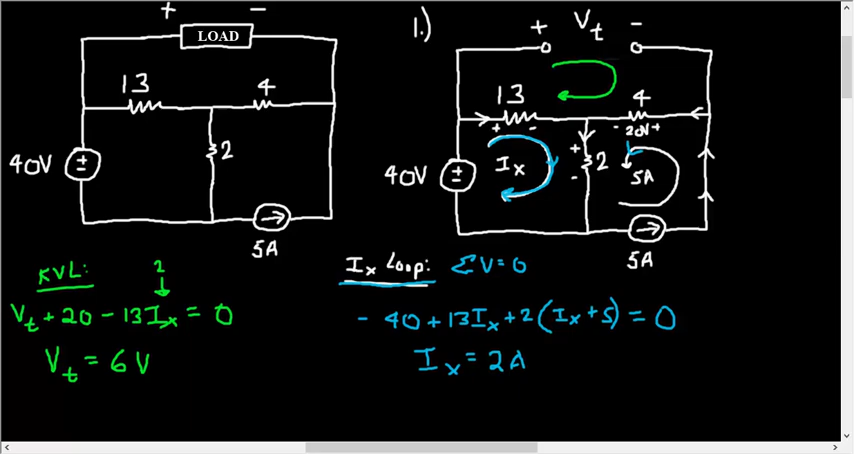 + LOAD -
13
4
40V
±
2
5A
1.)
+ Vt -
13
4
+ -
- 20V +
40V
±
Ix
+
2
-
5A
5A
KVL:
2
Vt + 20 - 13Ix = 0
Vt = 6V
Ix Loop: ΣV = 0
- 40 + 13Ix + 2(Ix + 5) = 0
Ix = 2A